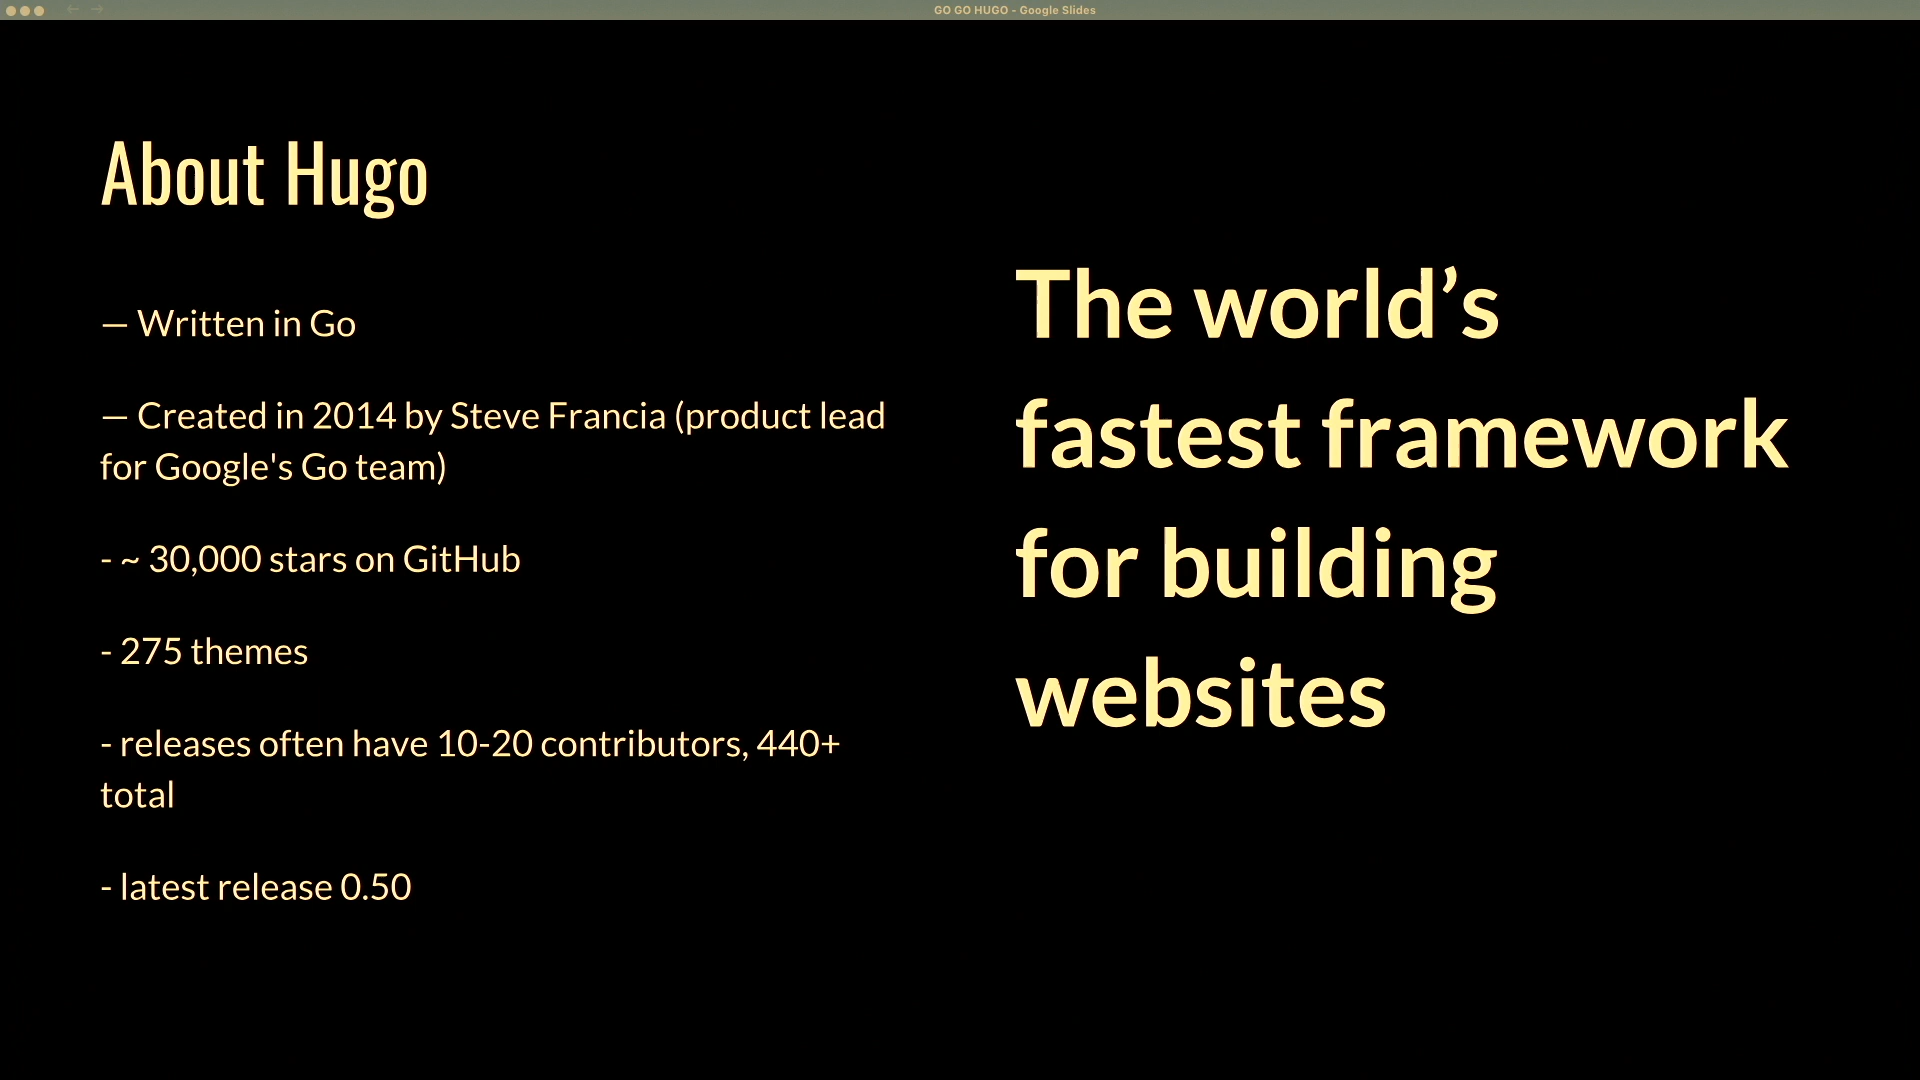 GO GO HUGO - Google Slides
About Hugo
— Written in Go
— Created in 2014 by Steve Francia (product lead
for Google's Go team)
- ~ 30,000 stars on GitHub
- 275 themes
- releases often have 10-20 contributors, 440+
total
- latest release 0.50
The world’s
fastest framework
for building
websites